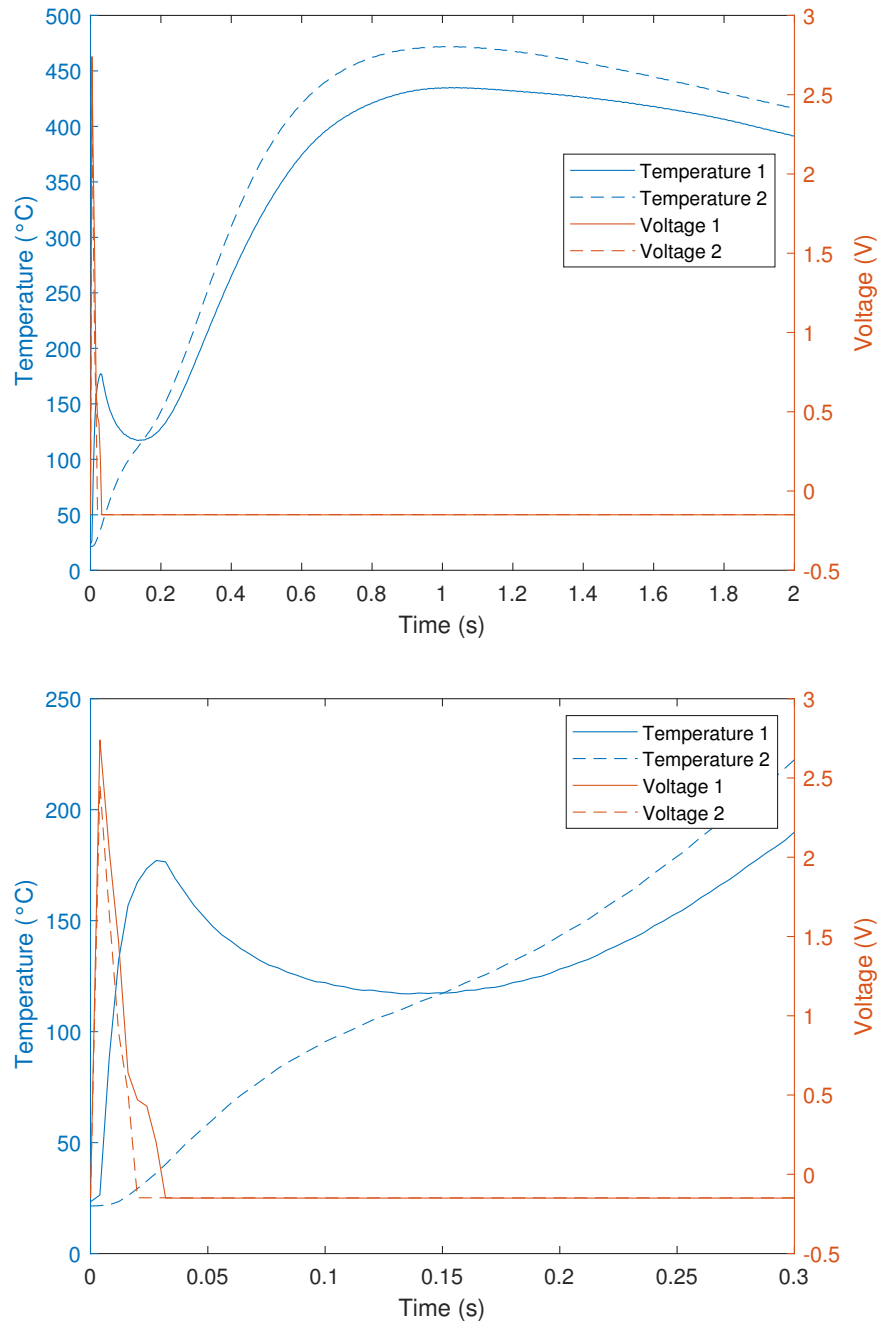 500
450
400
350
300
250
200
150
100
50
0
Temperature (°C)
3
2.5
2
1.5
1
0.5
0
-0.5
Voltage (V)
Temperature 1
Temperature 2
Voltage 1
Voltage 2
0 0.2 0.4 0.6 0.8 1 1.2 1.4 1.6 1.8 2
Time (s)
250
200
150
100
50
0
Temperature (°C)
3
2.5
2
1.5
1
0.5
0
-0.5
Voltage (V)
Temperature 1
Temperature 2
Voltage 1
Voltage 2
0 0.05 0.1 0.15 0.2 0.25 0.3
Time (s)